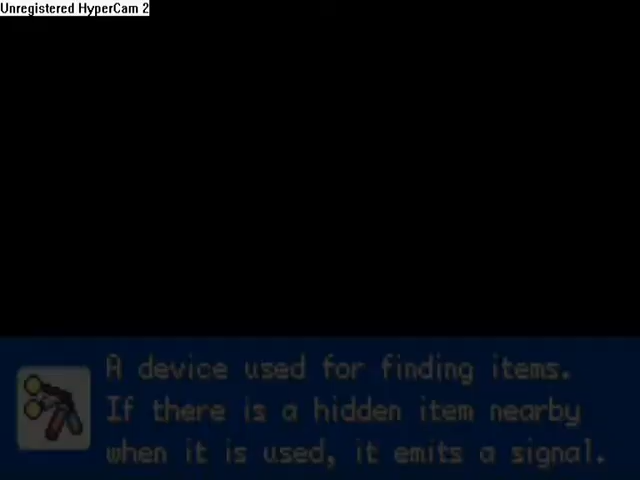 Unregistered HyperCam 2
A device used for finding items.
If there is a hidden item nearby
when it is used, it emits a signal.